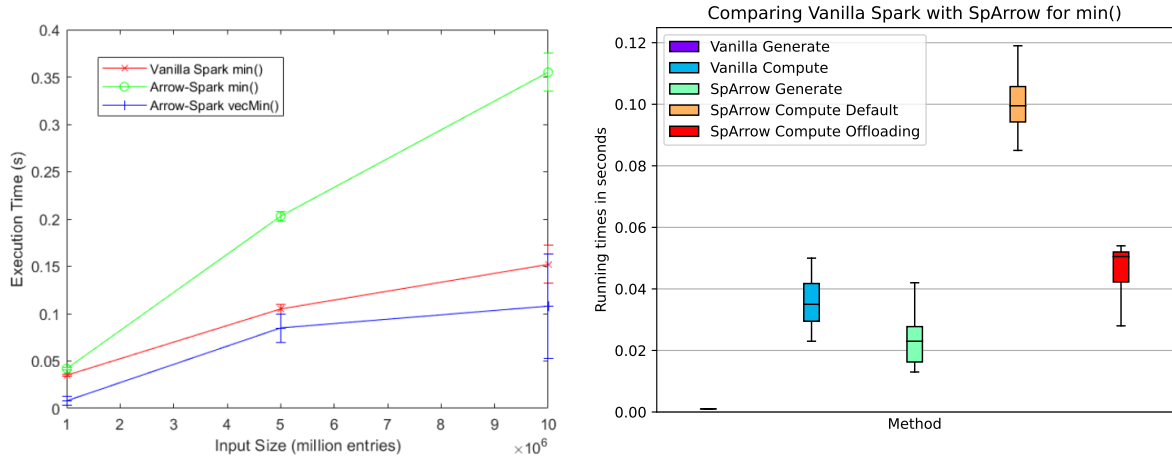 0.4
0.35
0.3
0.25
0.2
0.15
0.1
0.05
0
Execution Time (s)
Vanilla Spark min()
Arrow-Spark min()
Arrow-Spark vecMin()
1 2 3 4 5 6 7 8 9 10
Input Size (million entries)
×10⁶
Comparing Vanilla Spark with SpArrow for min()
0.12
0.10
0.08
0.06
0.04
0.02
0.00
Running times in seconds
Vanilla Generate
Vanilla Compute
SpArrow Generate
SpArrow Compute Default
SpArrow Compute Offloading
Method